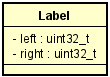 Label
- left : uint32_t
- right : uint32_t